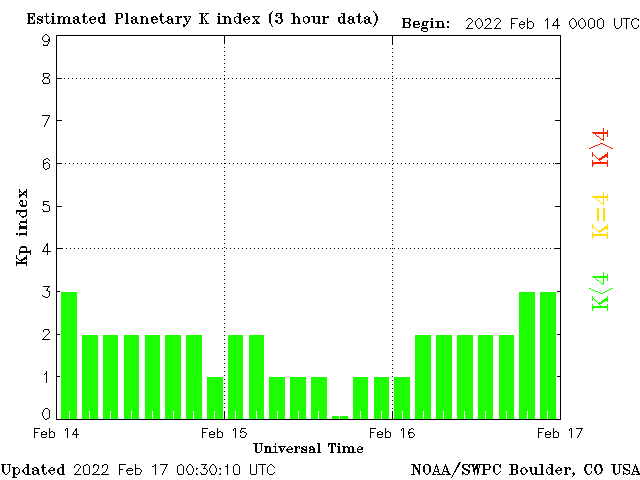 Estimated Planetary K index (3 hour data)
Begin: 2022 Feb 14 0000 UTC
9
8
7
6
5
4
3
2
1
0
Kp index
K>4
K=4
K<4
Feb 14
Feb 15
Feb 16
Feb 17
Universal Time
Updated 2022 Feb 17 00:30:10 UTC
NOAA/SWPC Boulder, CO USA